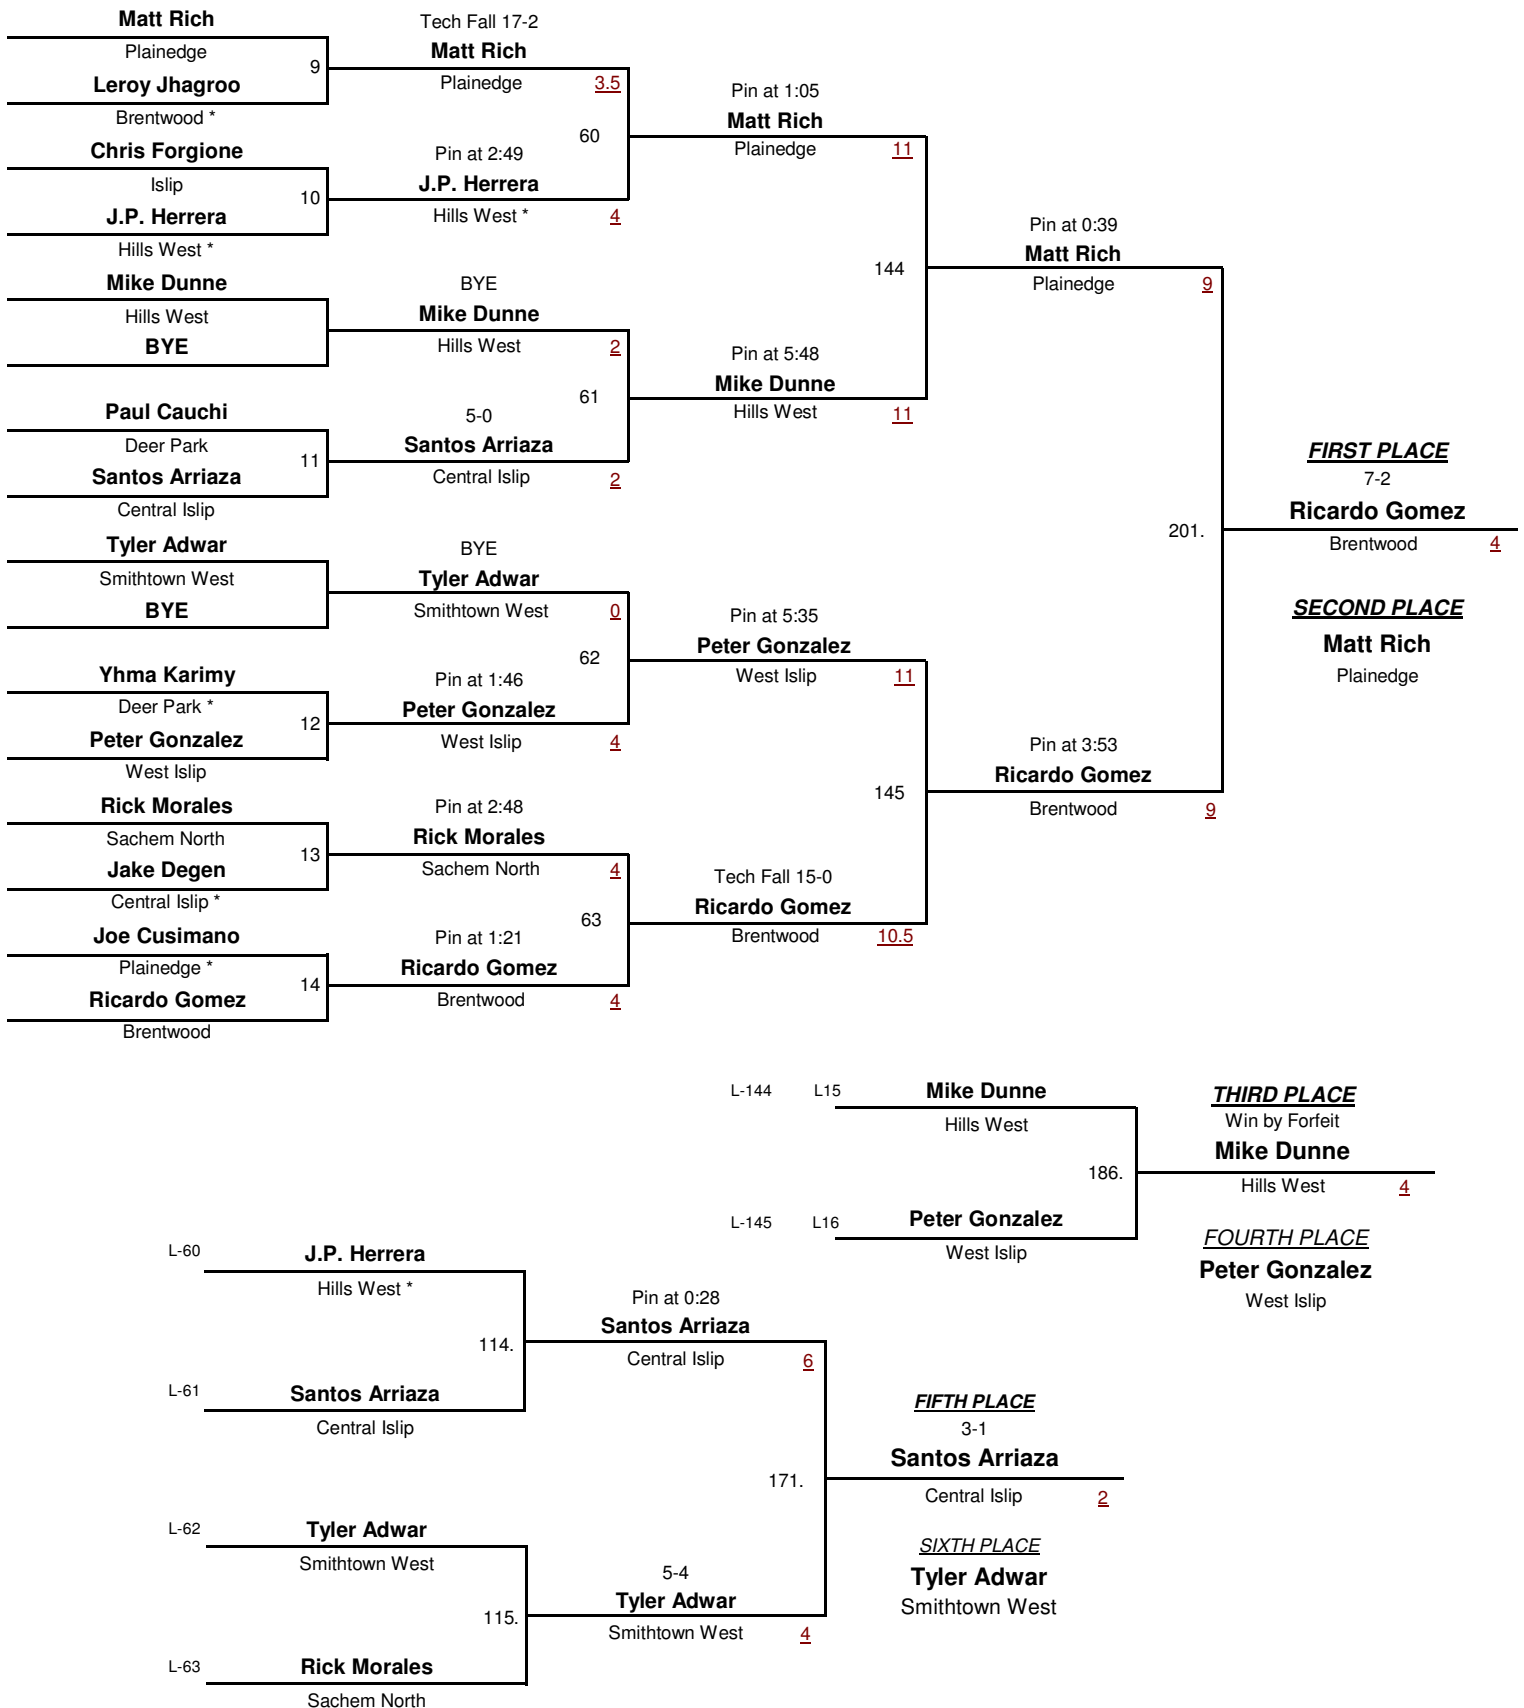 Matt Rich
Plainedge
9
Leroy Jhagroo
Brentwood *
Chris Forgione
Islip
10
J.P. Herrera
Hills West *
Mike Dunne
Hills West
BYE
Paul Cauchi
Deer Park
11
Santos Arriaza
Central Islip
Tyler Adwar
Smithtown West
BYE
Yhma Karimy
Deer Park *
12
Peter Gonzalez
West Islip
Rick Morales
Sachem North
13
Jake Degen
Central Islip *
Joe Cusimano
Plainedge *
14
Ricardo Gomez
Brentwood
Tech Fall 17-2
Matt Rich
Plainedge 3.5
60
Pin at 2:49
J.P. Herrera
Hills West * 4
BYE
Mike Dunne
Hills West 2
61
5-0
Santos Arriaza
Central Islip 2
BYE
Tyler Adwar
Smithtown West 0
62
Pin at 1:46
Peter Gonzalez
West Islip 4
Pin at 2:48
Rick Morales
Sachem North 4
63
Pin at 1:21
Ricardo Gomez
Brentwood 4
Pin at 1:05
Matt Rich
Plainedge 11
144
Pin at 5:48
Mike Dunne
Hills West 11
Pin at 5:35
Peter Gonzalez
West Islip 11
145
Tech Fall 15-0
Ricardo Gomez
Brentwood 10.5
Pin at 0:39
Matt Rich
Plainedge 9
201.
Pin at 3:53
Ricardo Gomez
Brentwood 9
FIRST PLACE
7-2
Ricardo Gomez
Brentwood 4
SECOND PLACE
Matt Rich
Plainedge
L-144 L15 Mike Dunne
Hills West
186.
L-145 L16 Peter Gonzalez
West Islip
THIRD PLACE
Win by Forfeit
Mike Dunne
Hills West 4
FOURTH PLACE
Peter Gonzalez
West Islip
L-60 J.P. Herrera
Hills West *
114.
L-61 Santos Arriaza
Central Islip
L-62 Tyler Adwar
Smithtown West
115.
L-63 Rick Morales
Sachem North
Pin at 0:28
Santos Arriaza
Central Islip 6
171.
5-4
Tyler Adwar
Smithtown West 4
FIFTH PLACE
3-1
Santos Arriaza
Central Islip 2
SIXTH PLACE
Tyler Adwar
Smithtown West